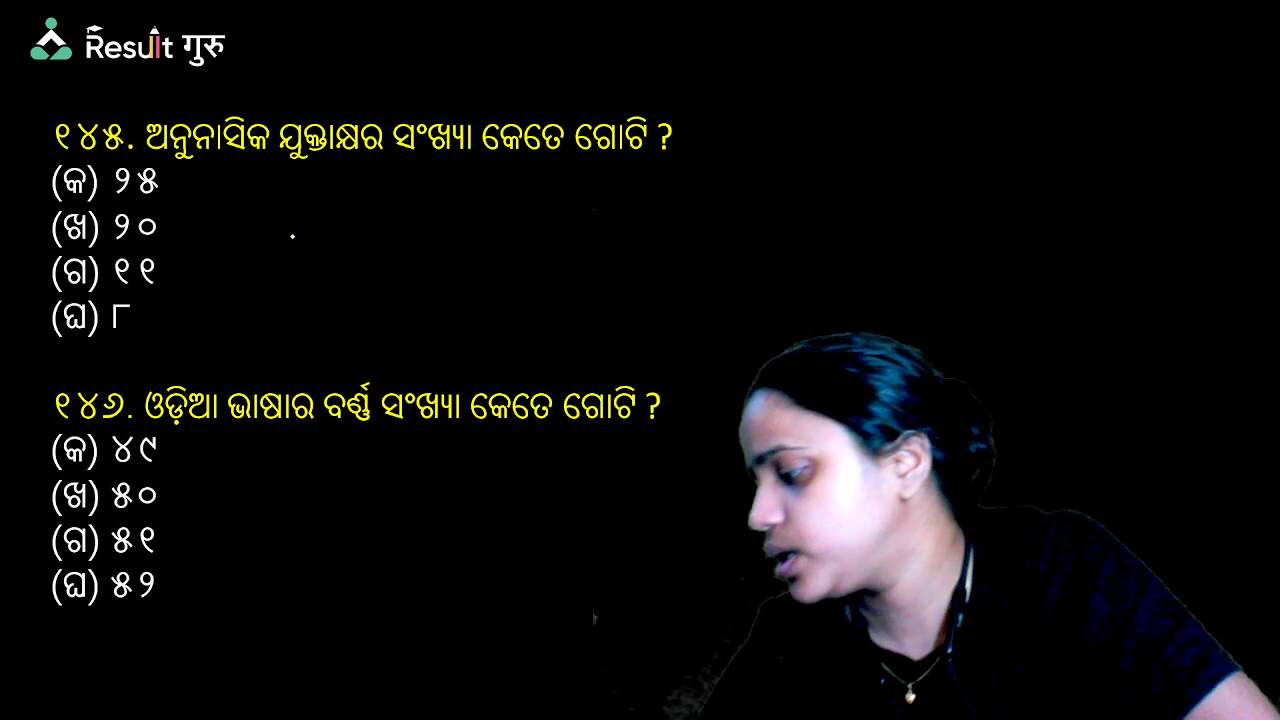 Result गुरु
୧୪୫. ଅନୁନାସିକ ଯୁକ୍ତାକ୍ଷର ସଂଖ୍ୟା କେତେ ଗୋଟି ?
(କ) ୨୫
(ଖ) ୨୦
(ଗ) ୧୧
(ଘ) ୮
୧୪୬. ଓଡ଼ିଆ ଭାଷାର ବର୍ଣ୍ଣ ସଂଖ୍ୟା କେତେ ଗୋଟି ?
(କ) ୪୯
(ଖ) ୫୦
(ଗ) ୫୧
(ଘ) ୫୨